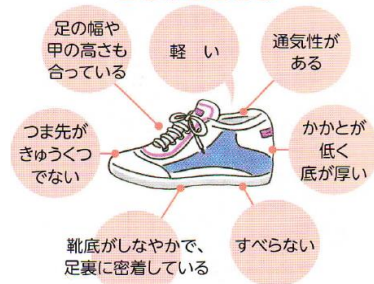 足の幅や
甲の高さも
合っている
軽 い
通気性が
ある
つま先が
きゅうくつ
でない
かかとが
低く
底が厚い
靴底がしなやかで、
足裏に密着している
すべらない